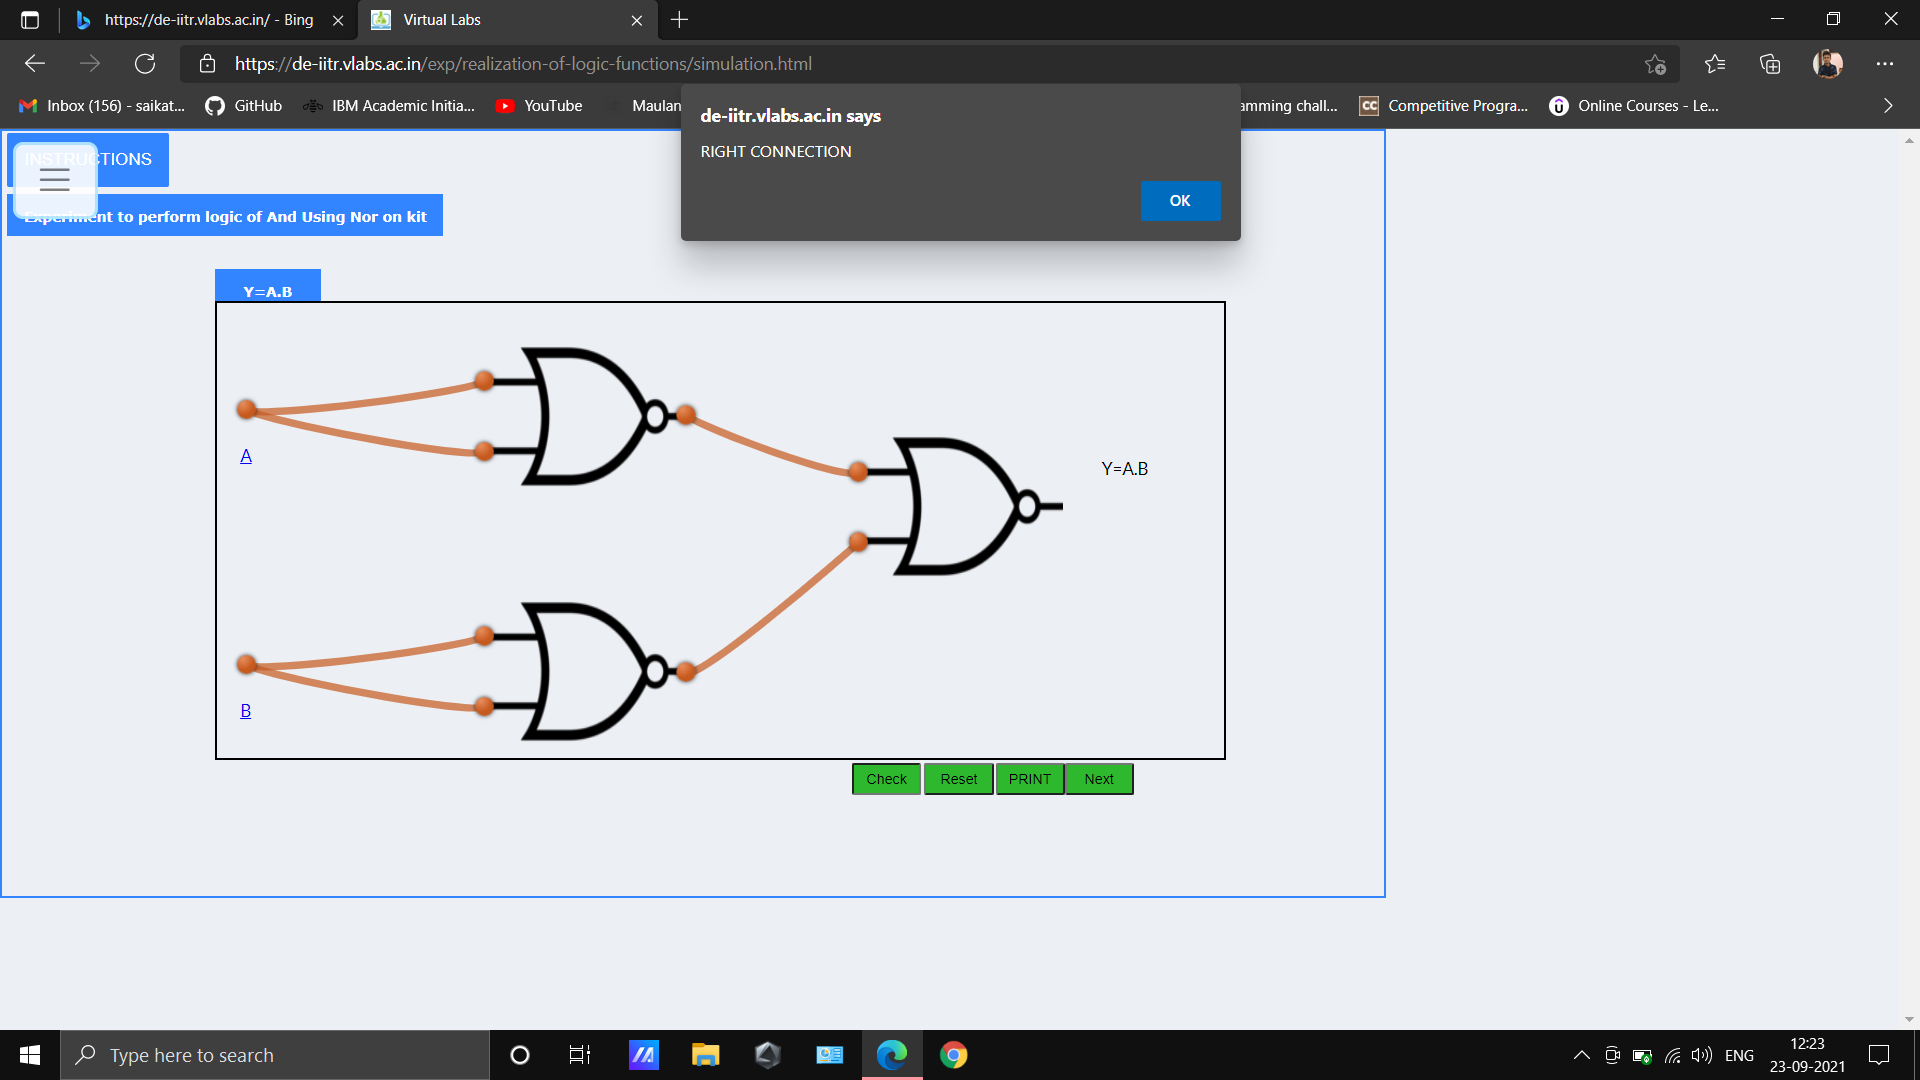 https://de-iitr.vlabs.ac.in/ - Bing
Virtual Labs
https://de-iitr.vlabs.ac.in/exp/realization-of-logic-functions/simulation.html
Inbox (156) - saikat...
GitHub
IBM Academic Initia...
YouTube
Maulan
amming chall...
CC
Competitive Progra...
Online Courses - Le...
de-iitr.vlabs.ac.in says
RIGHT CONNECTION
OK
INSTRUCTIONS
Experiment to perform logic of And Using Nor on kit
Y=A.B
A
Y=A.B
B
Check
Reset
PRINT
Next
Type here to search
ENG
12:23
23-09-2021